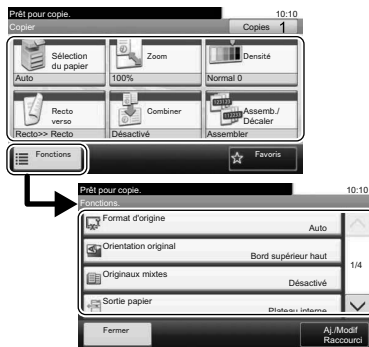 Prêt pour copie. 10:10
Copier Copies 1
Sélection du papier
Auto
Zoom
100%
Densité
Normal 0
Recto verso
Recto>> Recto
Combiner
Désactivé
Assemb./ Décaler
Assembler
Fonctions
Favoris
Prêt pour copie. 10:10
Fonctions.
Format d'origine
Auto
Orientation original
Bord supérieur haut
1/4
Originaux mixtes
Désactivé
Sortie papier
Plateau interne
Fermer
Aj./Modif
Raccourci